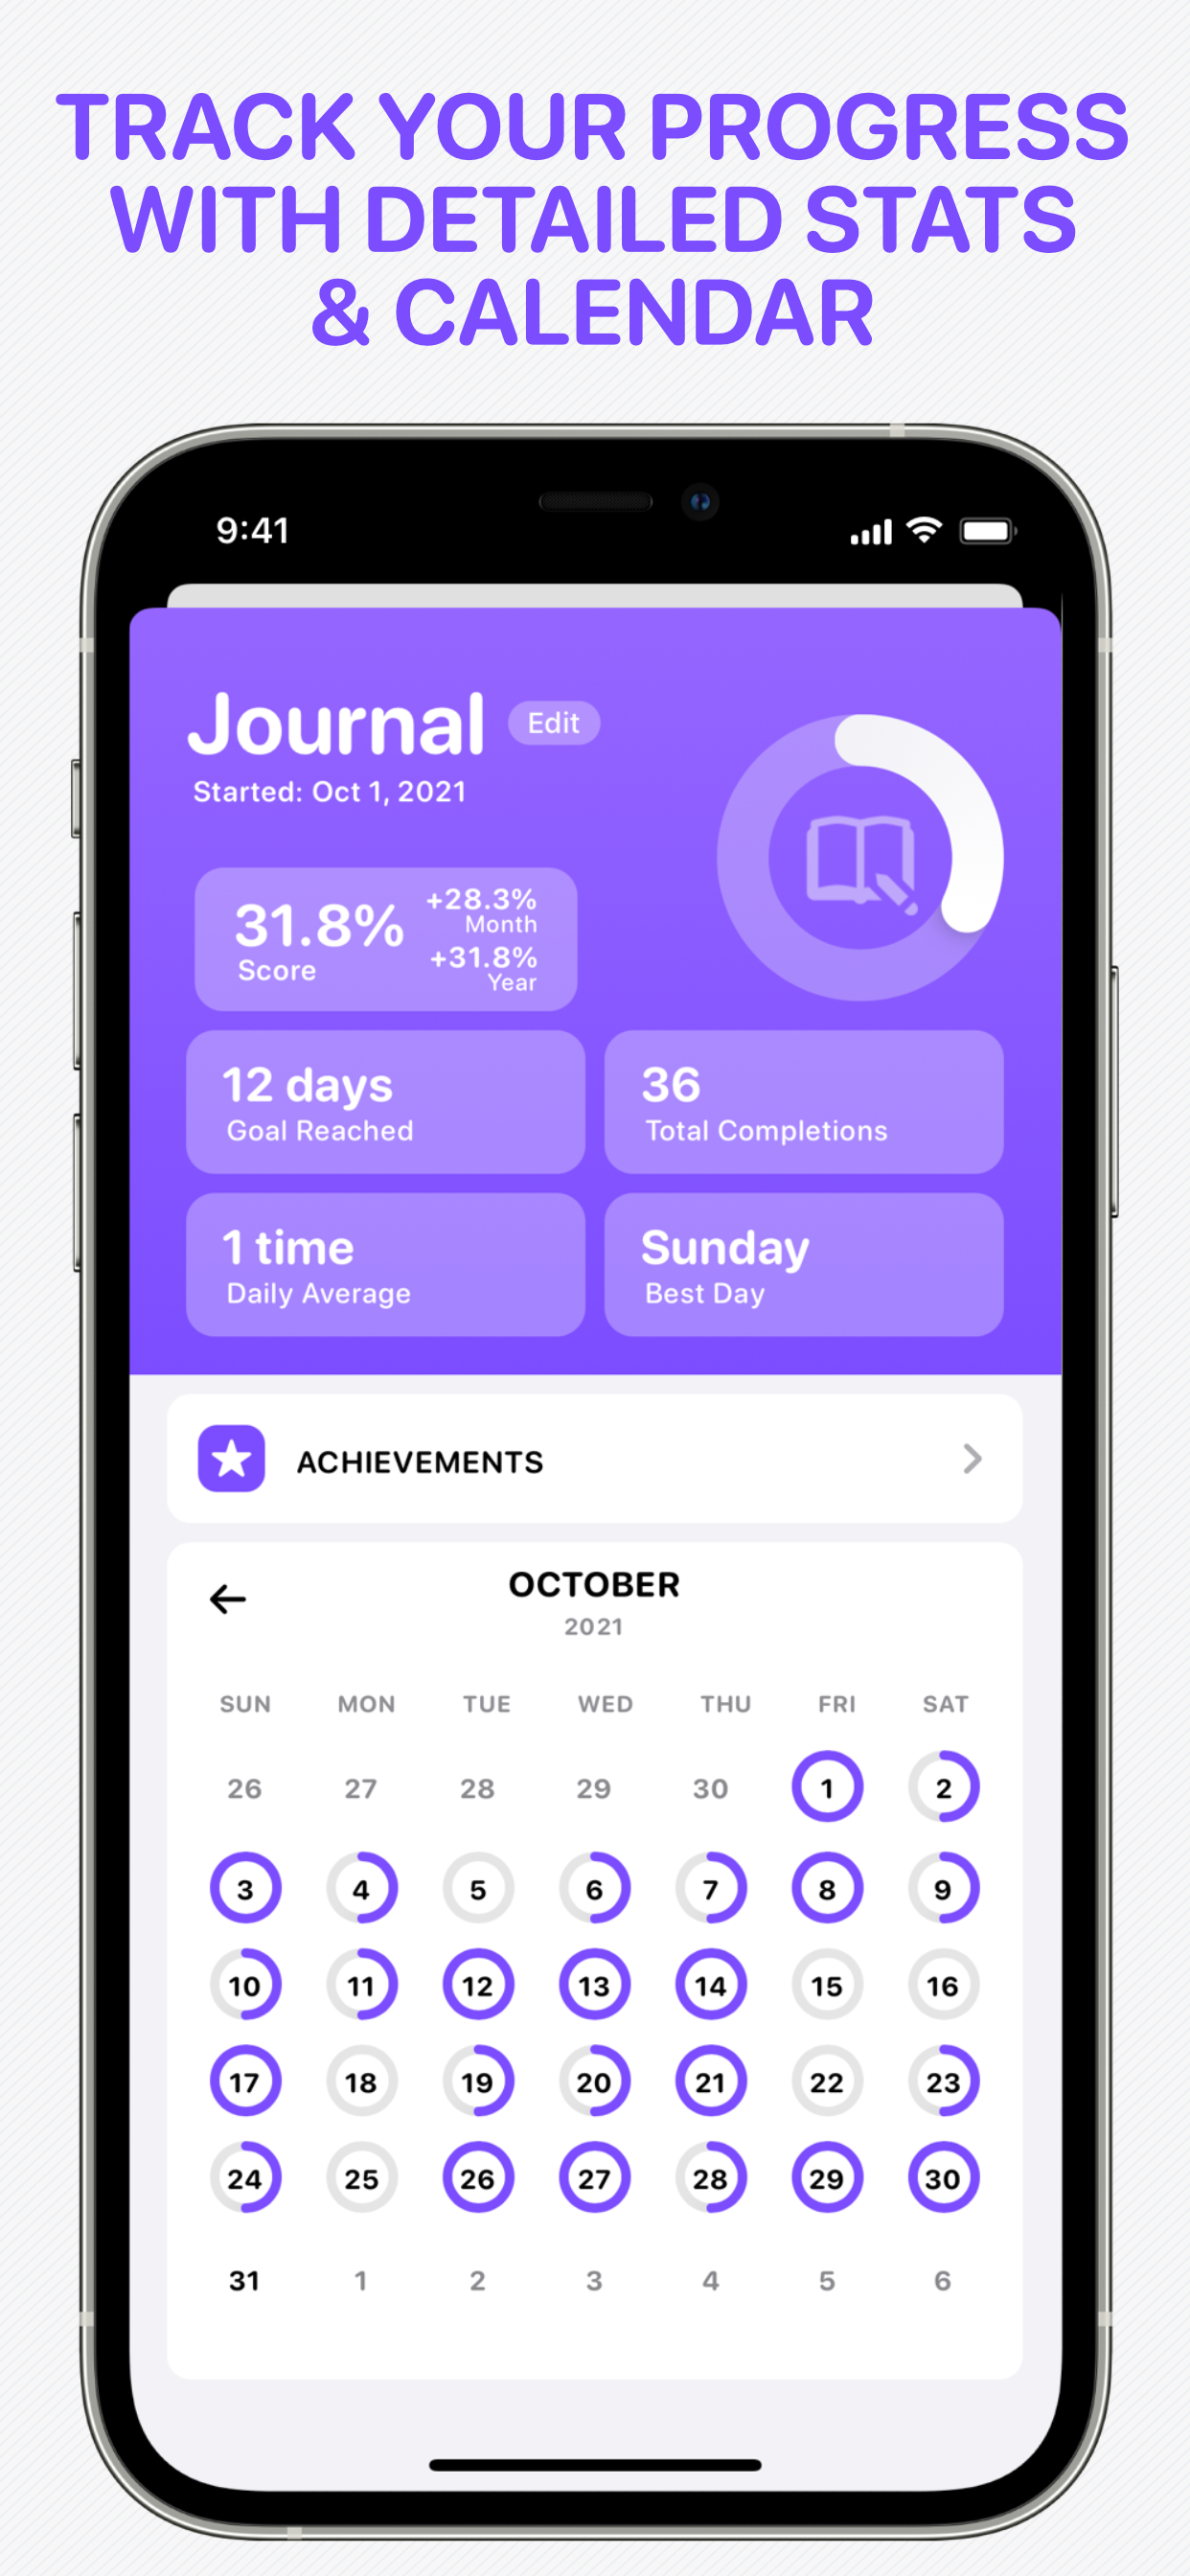 TRACK YOUR PROGRESS
WITH DETAILED STATS
& CALENDAR
9:41
Journal Edit
Started: Oct 1, 2021
31.8%
Score
+28.3%
Month
+31.8%
Year
12 days
Goal Reached
36
Total Completions
1 time
Daily Average
Sunday
Best Day
ACHIEVEMENTS
OCTOBER
2021
SUN MON TUE WED THU FRI SAT
26 27 28 29 30 1 2
3 4 5 6 7 8 9
10 11 12 13 14 15 16
17 18 19 20 21 22 23
24 25 26 27 28 29 30
31 1 2 3 4 5 6